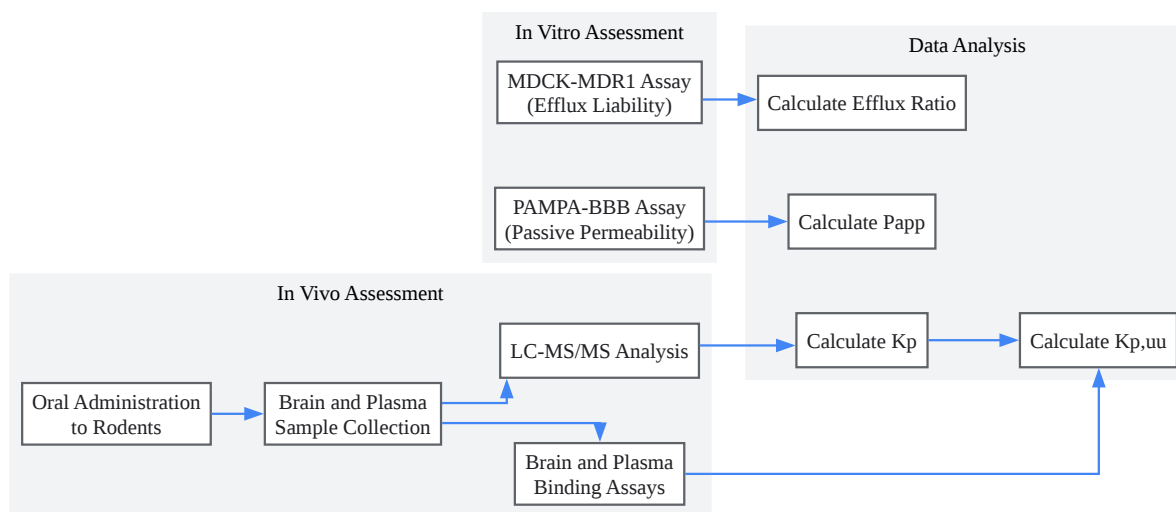 In Vitro Assessment
MDCK-MDR1 Assay
(Efflux Liability)
PAMPA-BBB Assay
(Passive Permeability)
Data Analysis
Calculate Efflux Ratio
Calculate Papp
Calculate Kp
Calculate Kp,uu
In Vivo Assessment
Oral Administration
to Rodents
Brain and Plasma
Sample Collection
LC-MS/MS Analysis
Brain and Plasma
Binding Assays